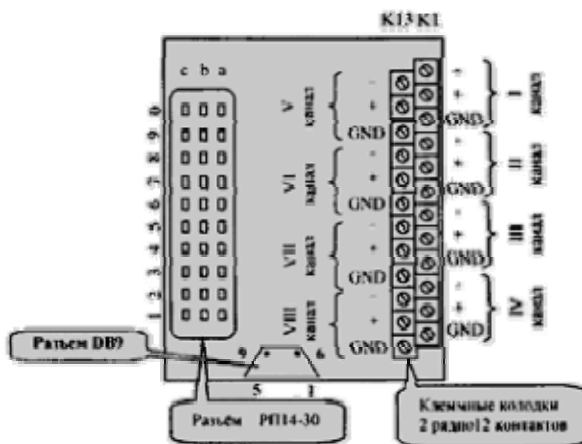 K13 K1
c b a
0
9
8
7
6
5
4
3
2
1
V канал
- + GND
VI канал
- + GND
VII канал
- + GND
VIII канал
- + GND
+ GND
I канал
- + GND
II канал
- + GND
III канал
- + GND
IV канал
9 6
5 1
Разъем DB9
Разъём РП14-30
Клеммные колодки
2 ряда по 12 контактов